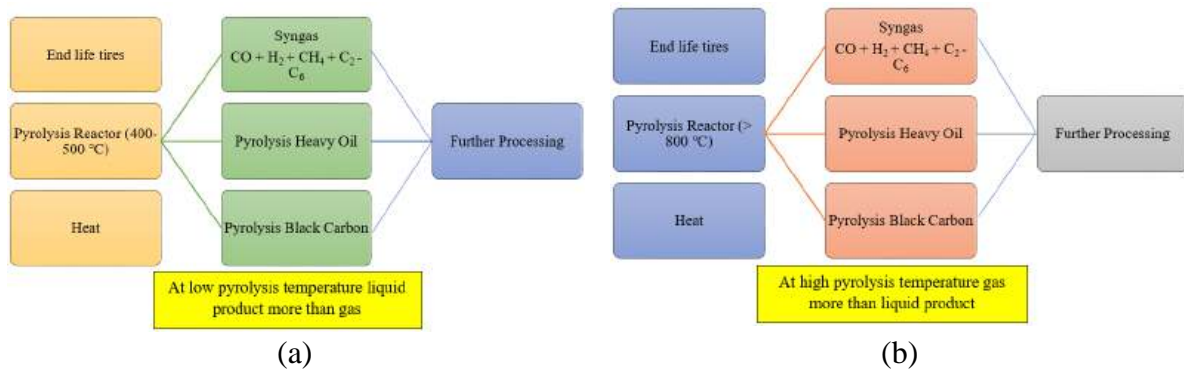 End life tires
Pyrolysis Reactor (400-
500 °C)
Heat
Syngas
CO + H₂ + CH₄ + C₂ -
C₆
Pyrolysis Heavy Oil
Pyrolysis Black Carbon
Further Processing
At low pyrolysis temperature liquid
product more than gas
(a)
End life tires
Pyrolysis Reactor (>
800 °C)
Heat
Syngas
CO + H₂ + CH₄ + C₂ -
C₆
Pyrolysis Heavy Oil
Pyrolysis Black Carbon
Further Processing
At high pyrolysis temperature gas
more than liquid product
(b)